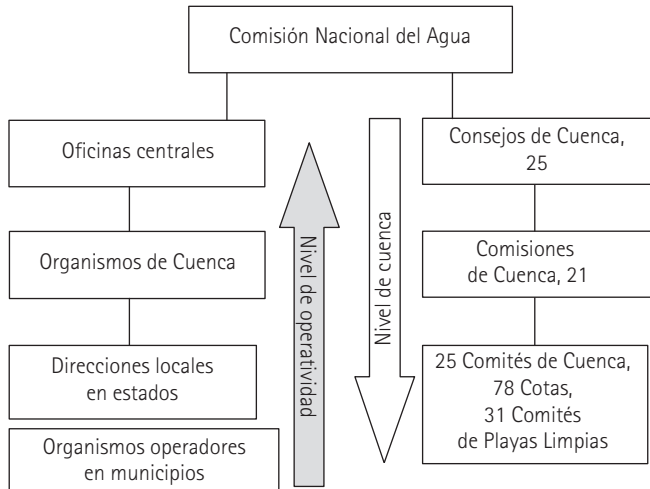 Comisión Nacional del Agua
Oficinas centrales
Organismos de Cuenca
Direcciones locales
en estados
Organismos operadores
en municipios
Nivel de operatividad
Nivel de cuenca
Consejos de Cuenca,
25
Comisiones
de Cuenca, 21
25 Comités de Cuenca,
78 Cotas,
31 Comités
de Playas Limpias